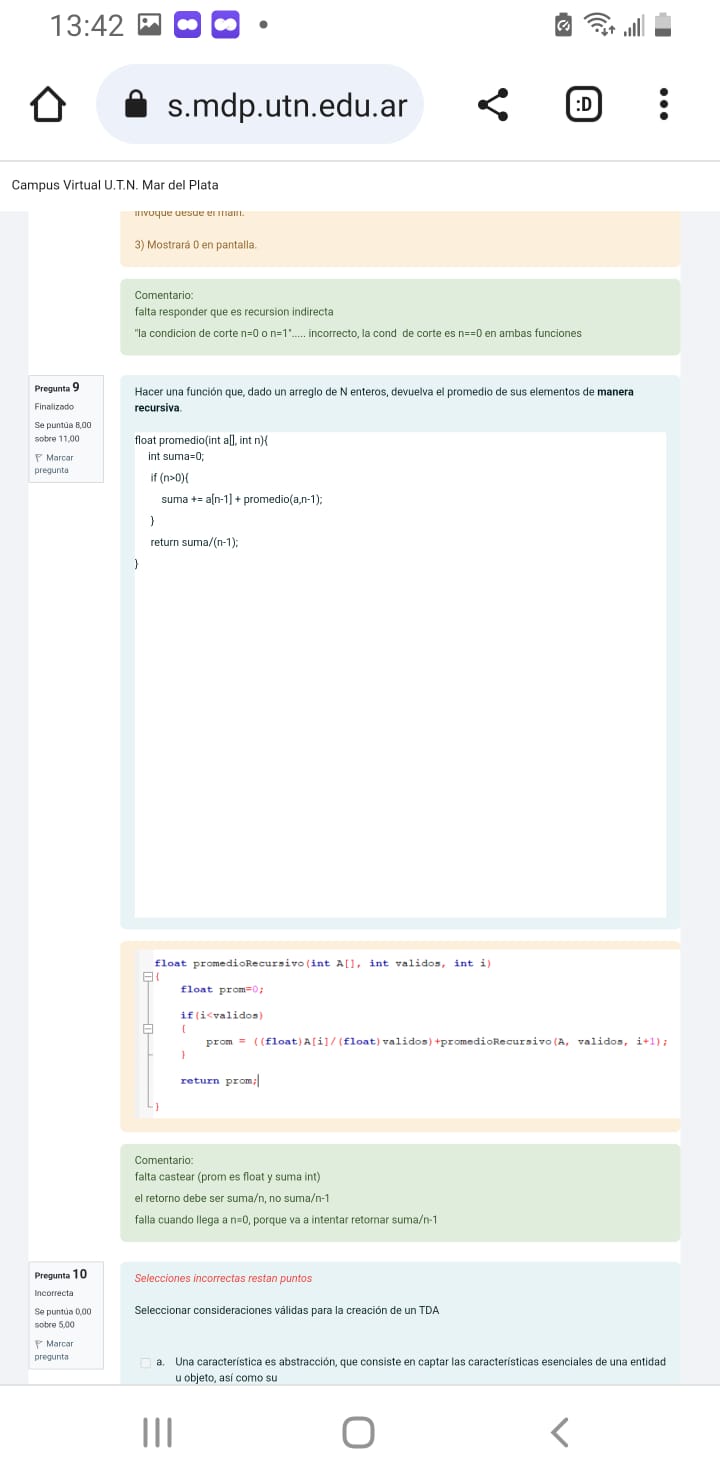 13:42
s.mdp.utn.edu.ar
:D
Campus Virtual U.T.N. Mar del Plata
invoque desde el main.
3) Mostrará 0 en pantalla.
Comentario:
falta responder que es recursion indirecta
"la condicion de corte n=0 o n=1"..... incorrecto, la cond de corte es n==0 en ambas funciones
Pregunta 9
Finalizado
Se puntúa 8,00
sobre 11,00
Marcar
pregunta
Hacer una función que, dado un arreglo de N enteros, devuelva el promedio de sus elementos de manera
recursiva.
float promedio(int a[], int n){
int suma=0;
if (n>0){
suma += a[n-1] + promedio(a,n-1);
}
return suma/(n-1);
}
float promedioRecursivo(int A[], int validos, int i)
{
float prom=0;
if(i<validos)
{
prom = ((float)A[i]/(float)validos)+promedioRecursivo(A, validos, i+1);
}
return prom;
}
Comentario:
falta castear (prom es float y suma int)
el retorno debe ser suma/n, no suma/n-1
falla cuando llega a n=0, porque va a intentar retornar suma/n-1
Pregunta 10
Incorrecta
Se puntúa 0,00
sobre 5,00
Marcar
pregunta
Selecciones incorrectas restan puntos
Seleccionar consideraciones válidas para la creación de un TDA
a. Una característica es abstracción, que consiste en captar las características esenciales de una entidad
u objeto, así como su